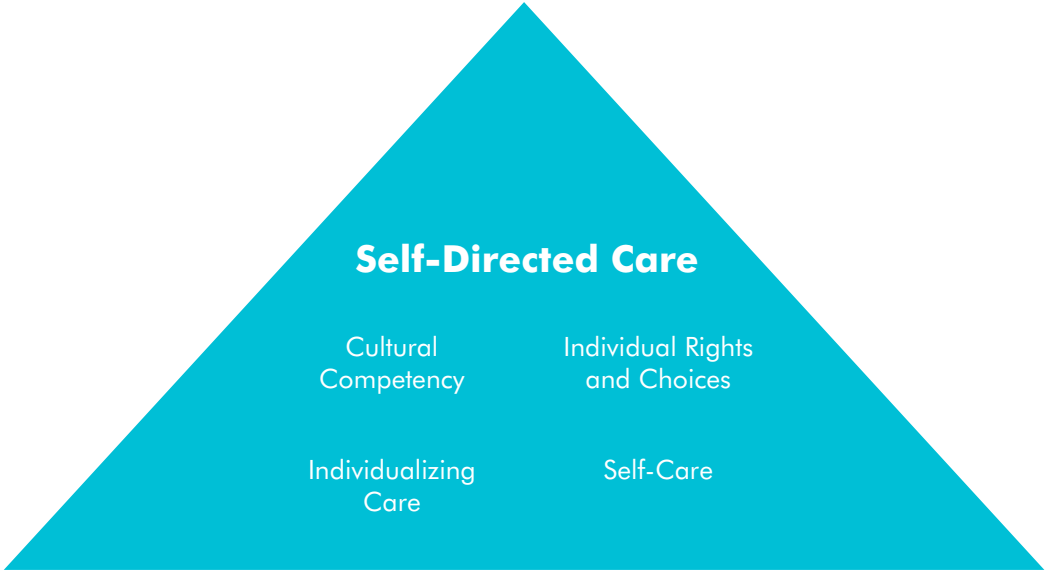 Self-Directed Care
Cultural
Competency
Individual Rights
and Choices
Individualizing
Care
Self-Care